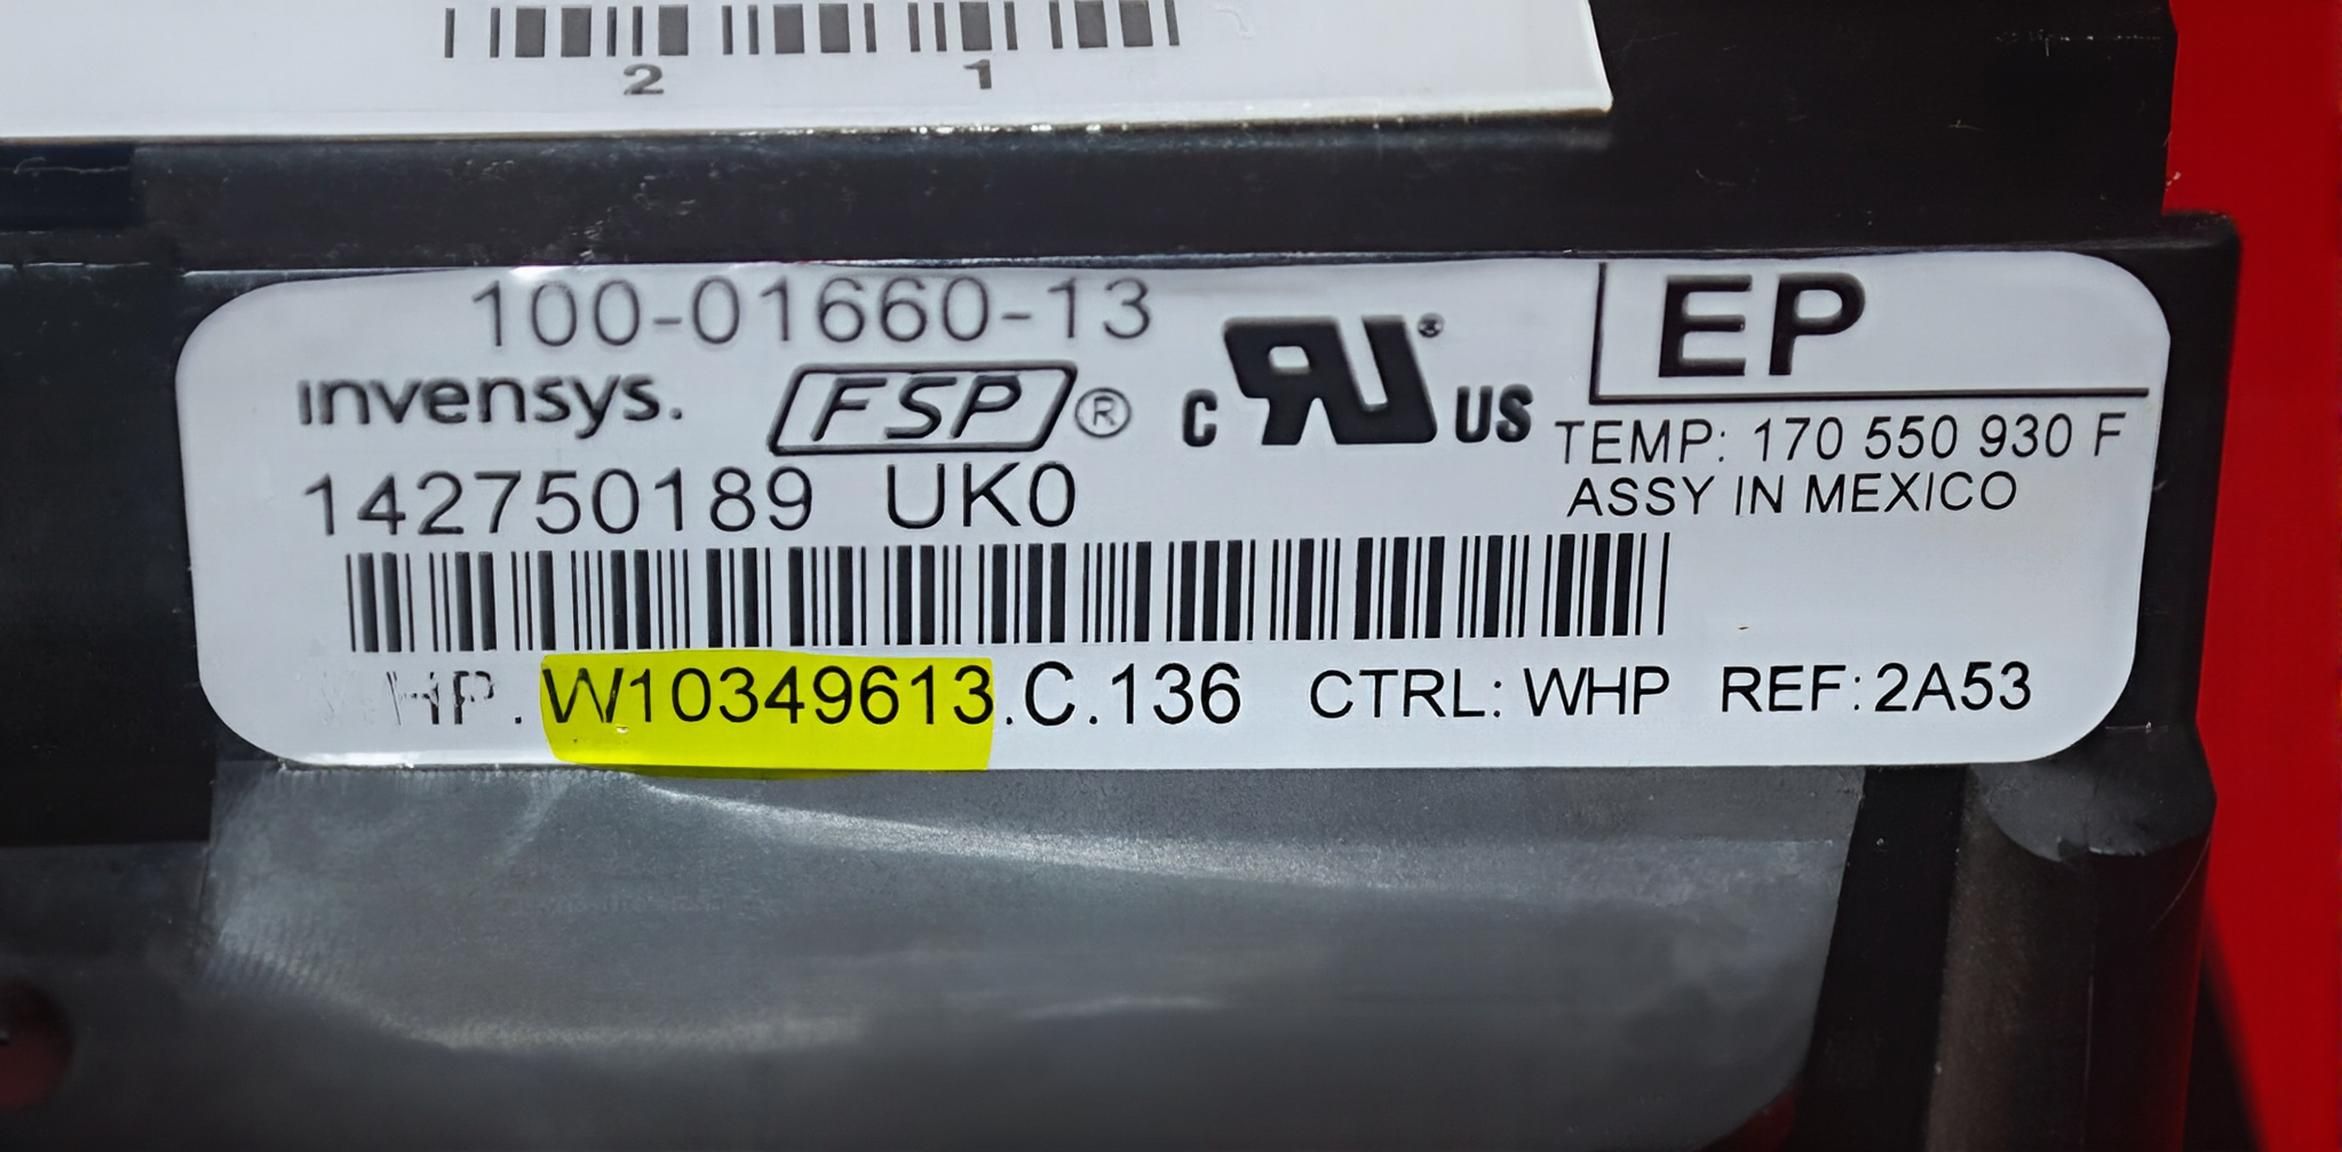 2 1
100-01660-13
invensys. FSP ® C RU ® US EP
TEMP: 170 550 930 F
142750189 UK0
ASSY IN MEXICO
HP.W10349613.C.136 CTRL: WHP REF:2A53